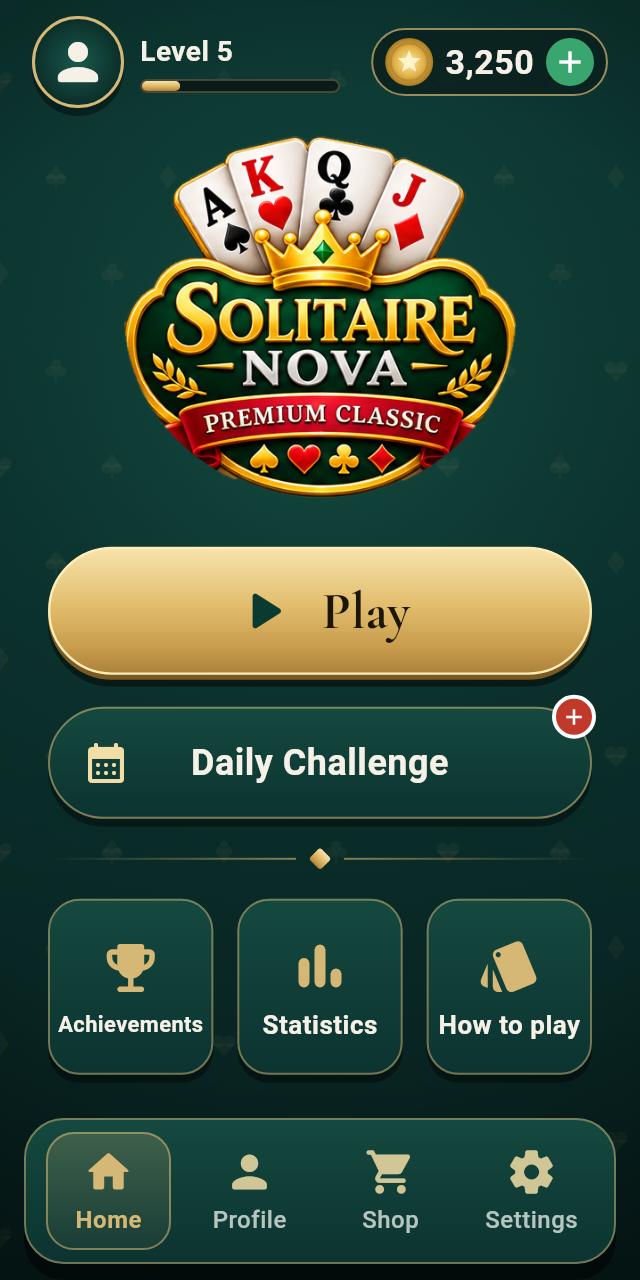 Level 5
3,250
A K Q J
SOLITAIRE
NOVA
PREMIUM CLASSIC
Play
Daily Challenge
Achievements
Statistics
How to play
Home
Profile
Shop
Settings